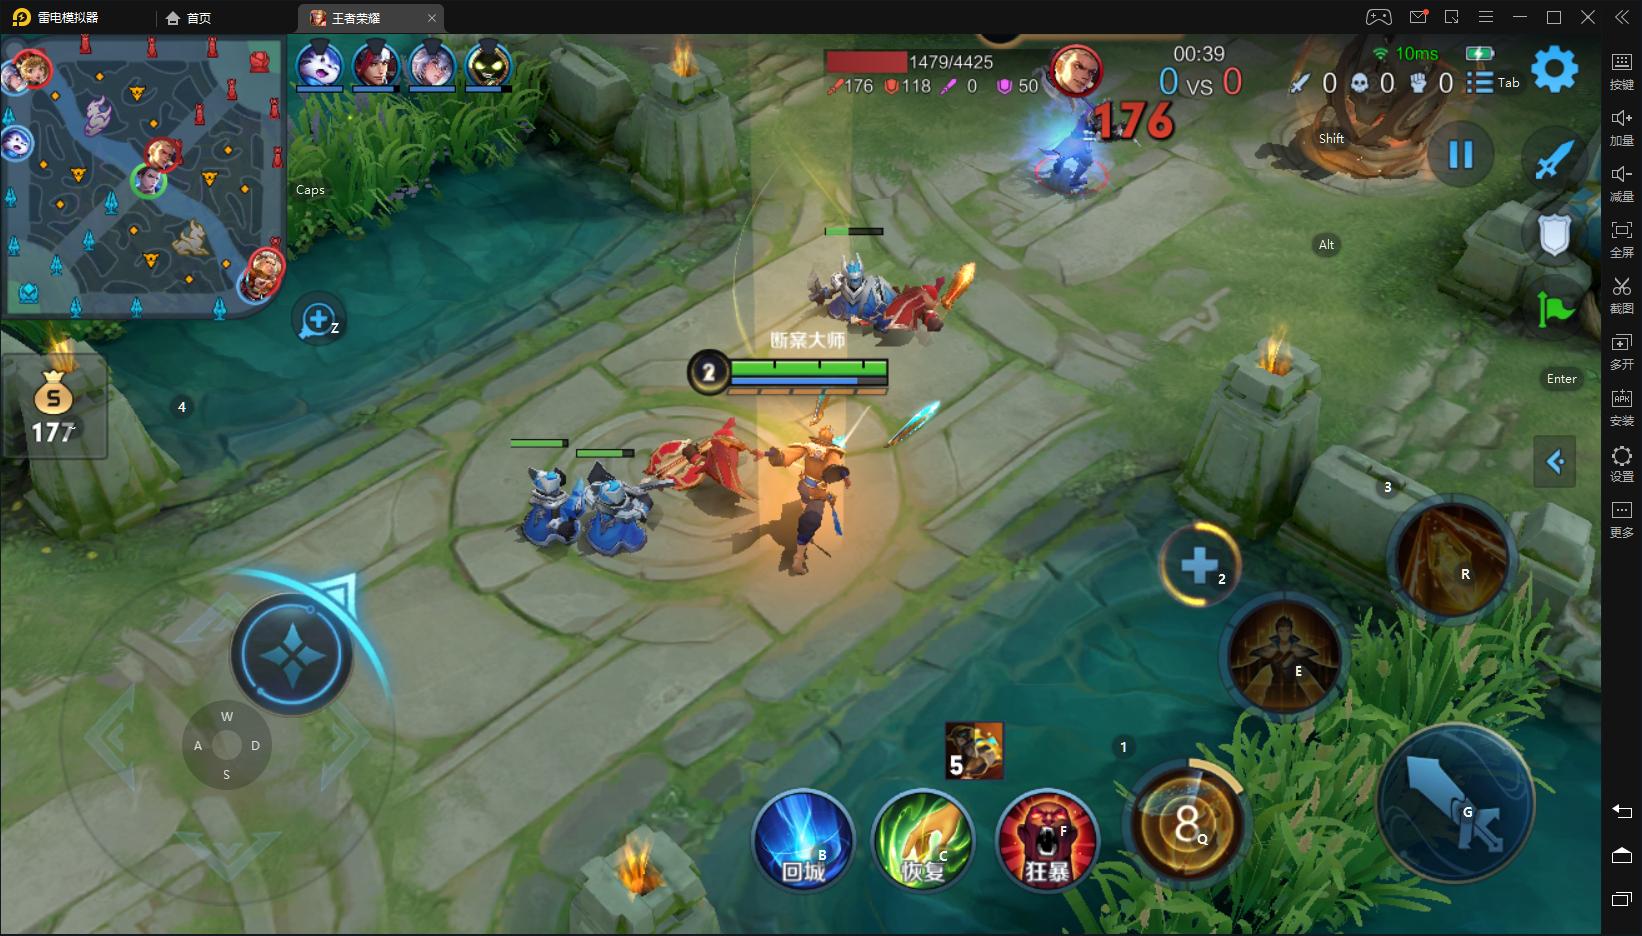 雷电模拟器
首页
王者荣耀
1479/4425
176 118 0 50
176
00:39
0 VS 0
10ms
0 0 0
Tab
Shift
Caps
Alt
Enter
Z
177
4
断案大师
2
3
R
2
E
W
A D
S
5
1
G
B
回城
C
恢复
F
狂暴
8
Q
按键
加量
减量
全屏
截图
多开
APK
安装
设置
更多